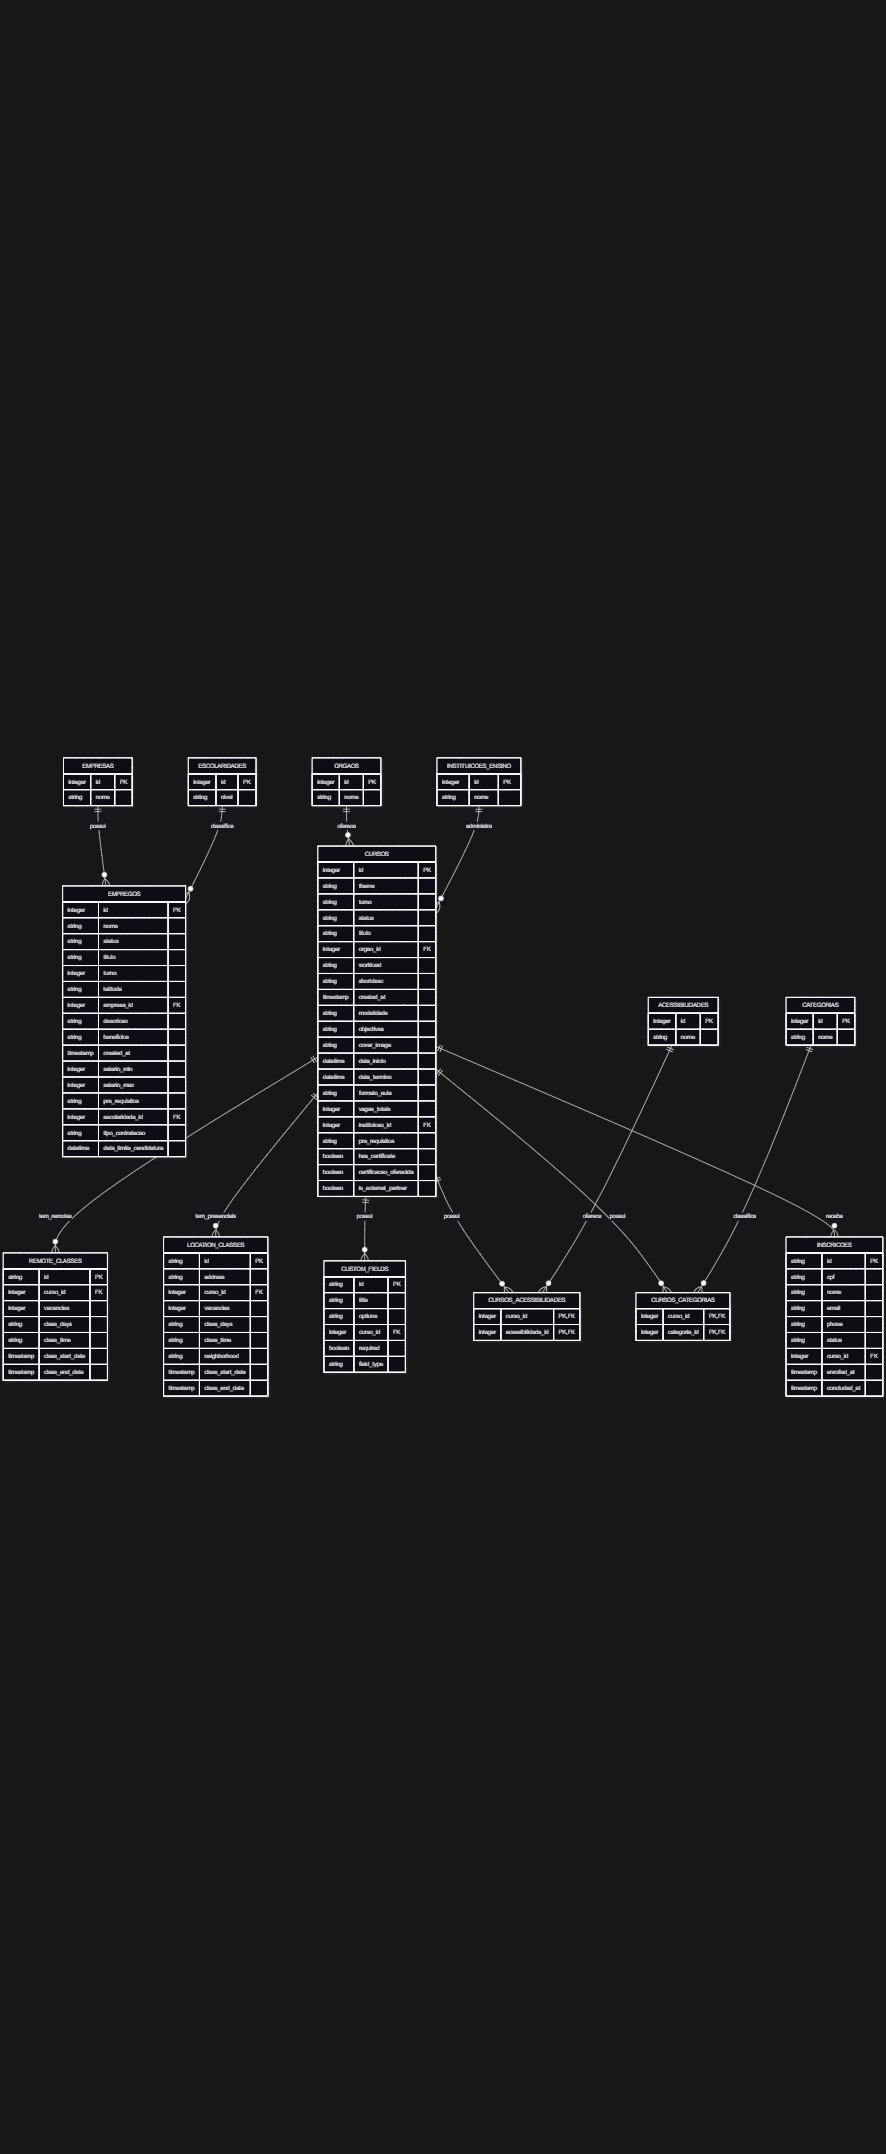 EMPRESAS
integer id PK
string nome
ESCOLARIDADES
integer id PK
string nivel
ORGAOS
integer id PK
string nome
INSTITUICOES_ENSINO
integer id PK
string nome
possui
classifica
oferece
administra
EMPREGOS
integer id PK
string nome
string status
string titulo
integer turno
string latitude
integer empresa_id FK
string descricao
string beneficios
timestamp created_at
integer salario_min
integer salario_max
string pre_requisitos
integer escolaridade_id FK
string tipo_contratacao
datetime data_limite_candidatura
CURSOS
integer id PK
string theme
string turno
string status
string titulo
integer orgao_id FK
string workload
string shortdesc
timestamp created_at
string modalidade
string objectives
string cover_image
datetime data_inicio
datetime data_termino
string formato_aula
integer vagas_totais
integer instituicao_id FK
string pre_requisitos
boolean has_certificate
boolean certificacao_oferecida
boolean is_external_partner
ACESSIBILIDADES
integer id PK
string nome
CATEGORIAS
integer id PK
string nome
tem_remotas
tem_presenciais
possui
possui
oferece
possui
classifica
recebe
REMOTE_CLASSES
string id PK
integer curso_id FK
integer vacancies
string class_days
string class_time
timestamp class_start_date
timestamp class_end_date
LOCATION_CLASSES
string id PK
string address
integer curso_id FK
integer vacancies
string class_days
string class_time
string neighborhood
timestamp class_start_date
timestamp class_end_date
CUSTOM_FIELDS
string id PK
string title
string options
integer curso_id FK
boolean required
string field_type
CURSOS_ACESSIBILIDADES
integer curso_id PK,FK
integer acessibilidade_id PK,FK
CURSOS_CATEGORIAS
integer curso_id PK,FK
integer categoria_id PK,FK
INSCRICOES
string id PK
string cpf
string nome
string email
string phone
string status
integer curso_id FK
timestamp enrolled_at
timestamp concluded_at